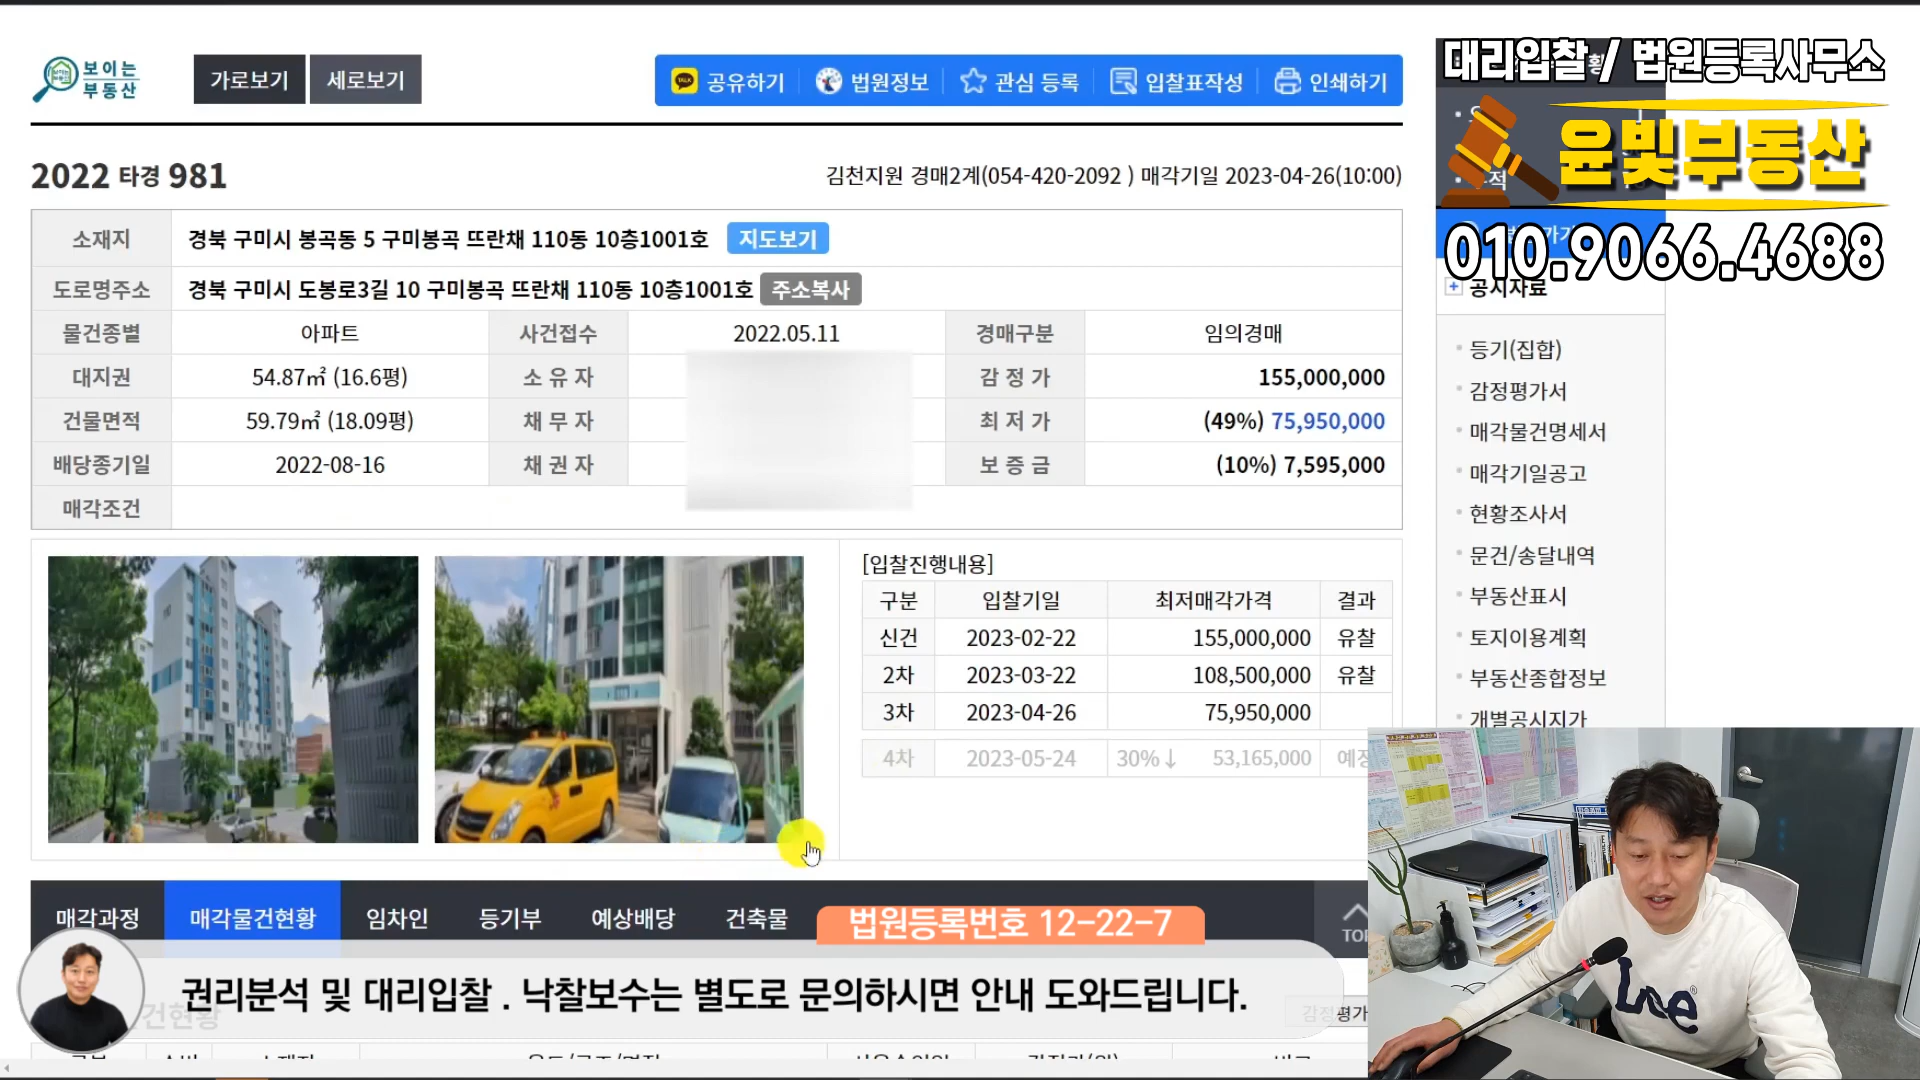 보이는
부동산
가로보기
세로보기
공유하기
법원정보
관심 등록
입찰표작성
인쇄하기
대리입찰 / 법원등록사무소
윤빛부동산
010.9066.4688
2022 타경 981
김천지원 경매2계(054-420-2092 ) 매각기일 2023-04-26(10:00)
소재지
경북 구미시 봉곡동 5 구미봉곡 뜨란채 110동 10층1001호
지도보기
도로명주소
경북 구미시 도봉로3길 10 구미봉곡 뜨란채 110동 10층1001호
주소복사
물건종별
아파트
사건접수
2022.05.11
경매구분
임의경매
대지권
54.87㎡ (16.6평)
소 유 자
감 정 가
155,000,000
건물면적
59.79㎡ (18.09평)
채 무 자
최 저 가
(49%) 75,950,000
배당종기일
2022-08-16
채 권 자
보 증 금
(10%) 7,595,000
매각조건
[입찰진행내용]
구분
입찰기일
최저매각가격
결과
신건
2023-02-22
155,000,000
유찰
2차
2023-03-22
108,500,000
유찰
3차
2023-04-26
75,950,000
4차
2023-05-24
30%↓
53,165,000
예정
공시자료
등기(집합)
감정평가서
매각물건명세서
매각기일공고
현황조사서
문건/송달내역
부동산표시
토지이용계획
부동산종합정보
개별공시지가
매각과정
매각물건현황
임차인
등기부
예상배당
건축물
TOP
법원등록번호 12-22-7
권리분석 및 대리입찰 . 낙찰보수는 별도로 문의하시면 안내 도와드립니다.
건현황
감정평가
Lee